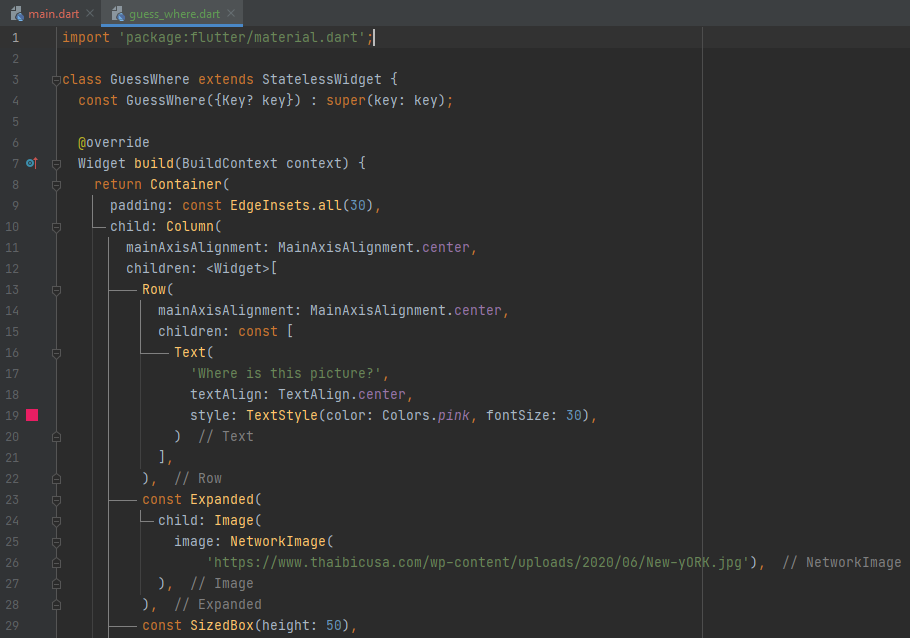 main.dart guess_where.dart
1 import 'package:flutter/material.dart';
2
3 class GuessWhere extends StatelessWidget {
4 const GuessWhere({Key? key}) : super(key: key);
5
6 @override
7 Widget build(BuildContext context) {
8 return Container(
9 padding: const EdgeInsets.all(30),
10 child: Column(
11 mainAxisAlignment: MainAxisAlignment.center,
12 children: <Widget>[
13 Row(
14 mainAxisAlignment: MainAxisAlignment.center,
15 children: const [
16 Text(
17 'Where is this picture?',
18 textAlign: TextAlign.center,
19 style: TextStyle(color: Colors.pink, fontSize: 30),
20 ) // Text
21 ],
22 ), // Row
23 const Expanded(
24 child: Image(
25 image: NetworkImage(
26 'https://www.thaibicusa.com/wp-content/uploads/2020/06/New-yORK.jpg'), // NetworkImage
27 ), // Image
28 ), // Expanded
29 const SizedBox(height: 50),